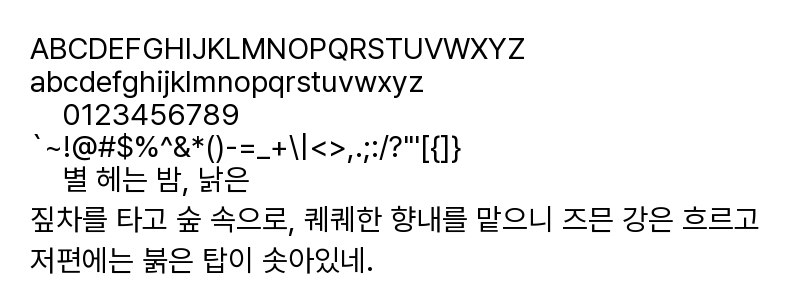 ABCDEFGHIJKLMNOPQRSTUVWXYZ
abcdefghijklmnopqrstuvwxyz
0123456789
`~!@#$%^&*()-=_+\|<>,.;:/?"'[{]}
별 헤는 밤, 낡은
짚차를 타고 숲 속으로, 퀘퀘한 향내를 맡으니 즈믄 강은 흐르고
저편에는 붉은 탑이 솟아있네.